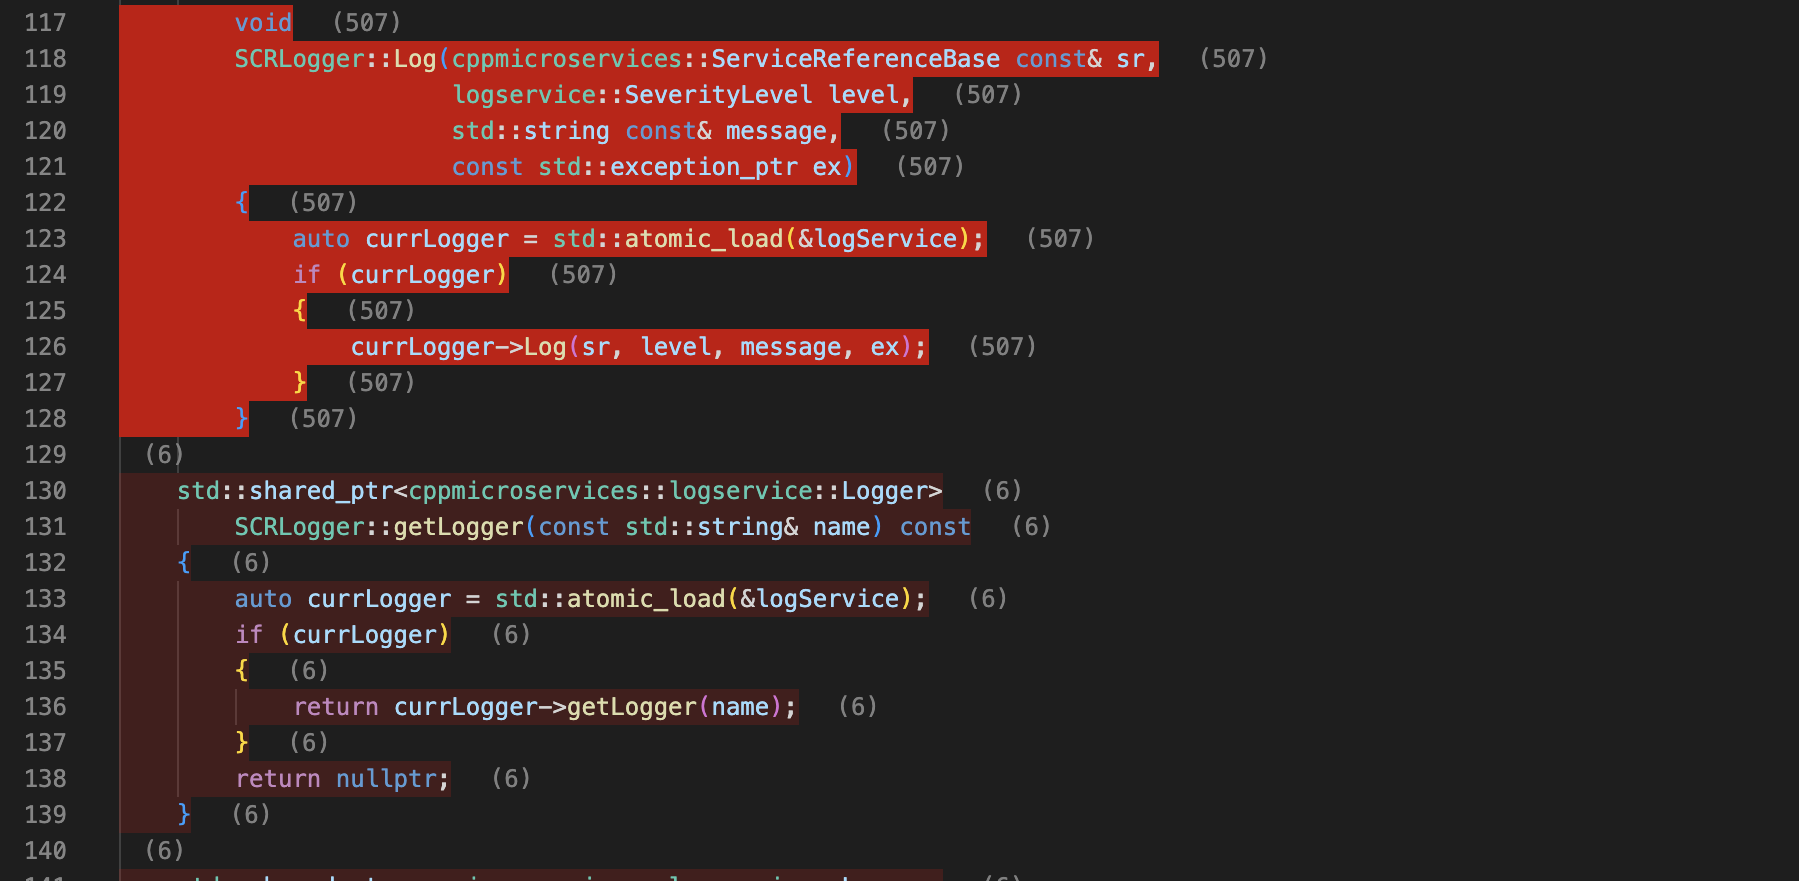 117 void (507)
118 SCRLogger::Log(cppmicroservices::ServiceReferenceBase const& sr, (507)
119 logservice::SeverityLevel level, (507)
120 std::string const& message, (507)
121 const std::exception_ptr ex) (507)
122 { (507)
123 auto currLogger = std::atomic_load(&logService); (507)
124 if (currLogger) (507)
125 { (507)
126 currLogger->Log(sr, level, message, ex); (507)
127 } (507)
128 } (507)
129 (6)
130 std::shared_ptr<cppmicroservices::logservice::Logger> (6)
131 SCRLogger::getLogger(const std::string& name) const (6)
132 { (6)
133 auto currLogger = std::atomic_load(&logService); (6)
134 if (currLogger) (6)
135 { (6)
136 return currLogger->getLogger(name); (6)
137 } (6)
138 return nullptr; (6)
139 } (6)
140 (6)